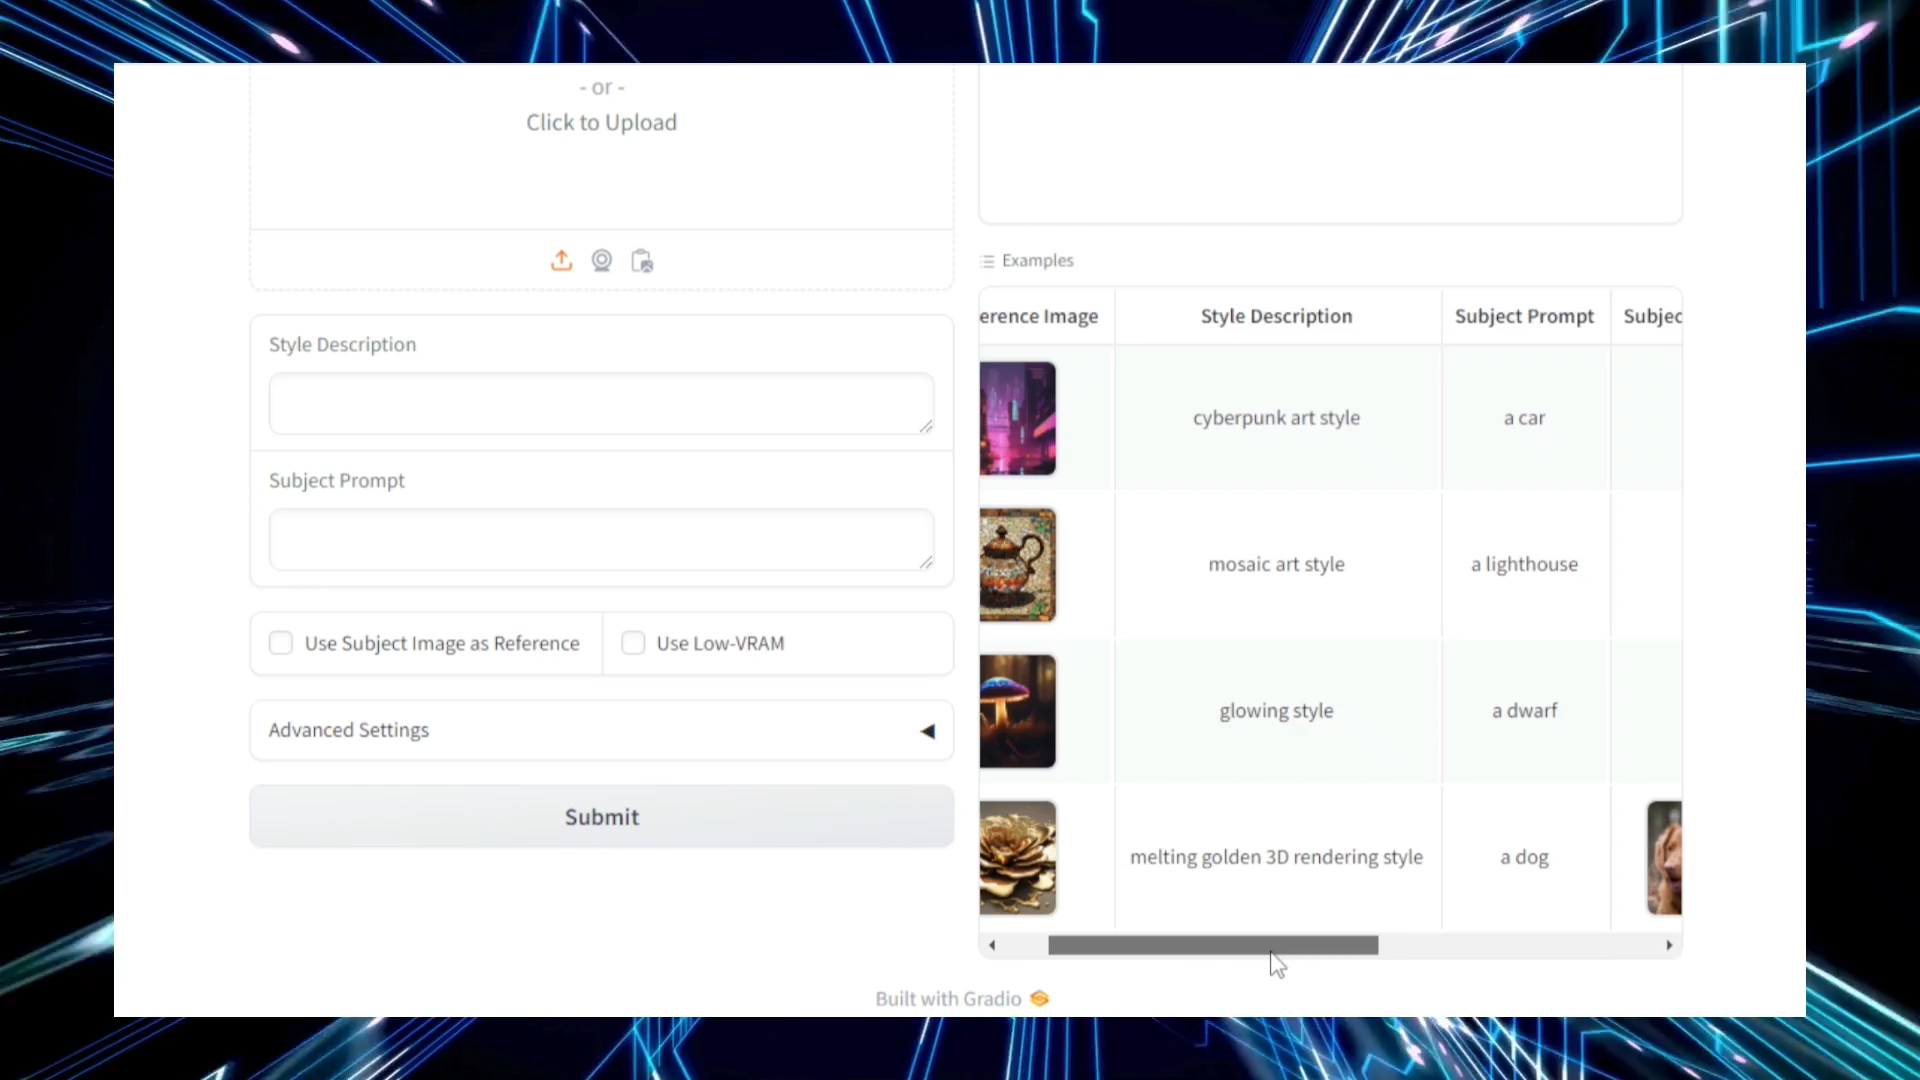 - or -
Click to Upload
Style Description
Subject Prompt
Use Subject Image as Reference
Use Low-VRAM
Advanced Settings
Submit
Examples
erence Image Style Description Subject Prompt Subjec
cyberpunk art style a car
mosaic art style a lighthouse
glowing style a dwarf
melting golden 3D rendering style a dog
Built with Gradio